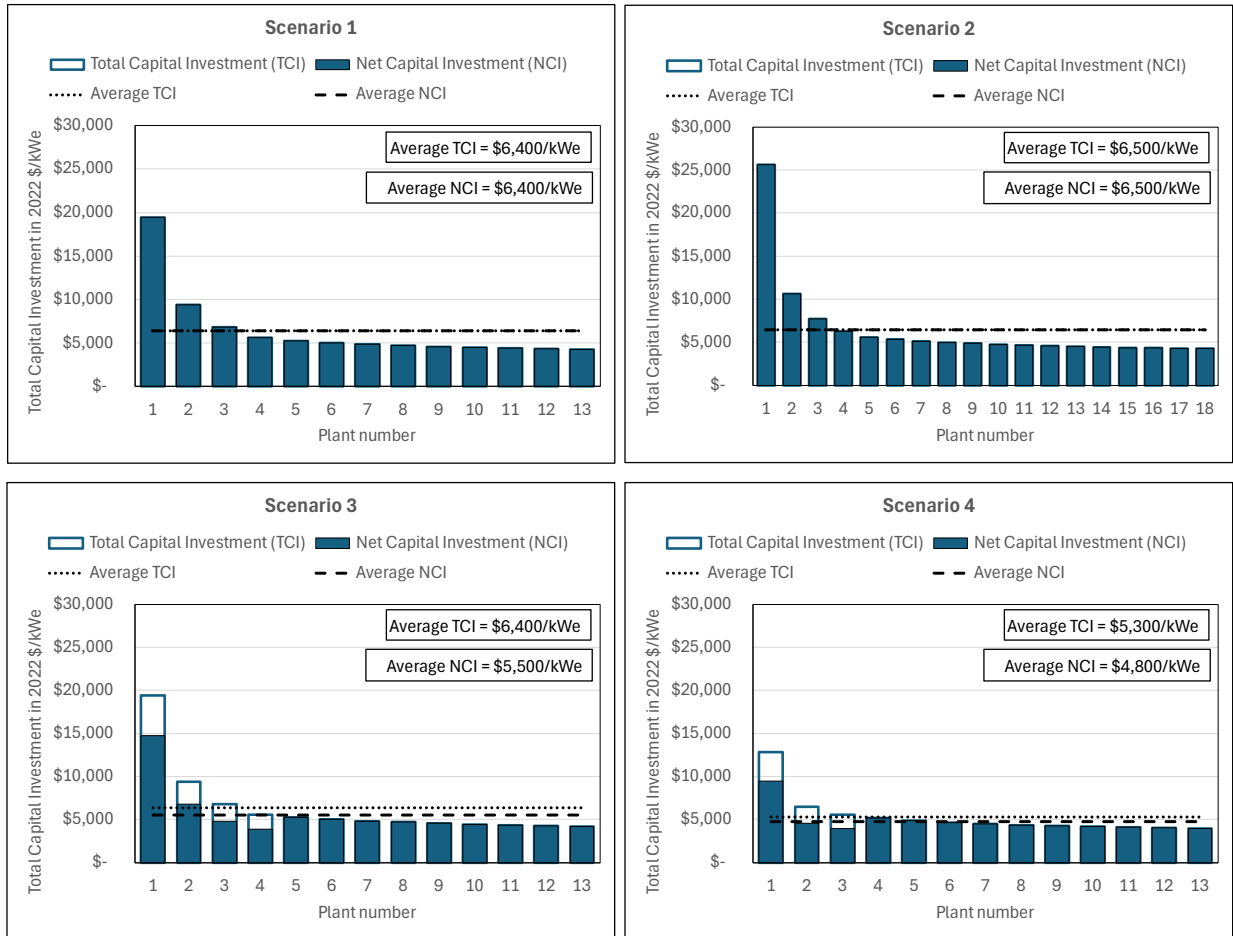 Scenario 1
Total Capital Investment (TCI) Net Capital Investment (NCI)
Average TCI Average NCI
Total Capital Investment in 2022 $/kWe
$30,000
$25,000
$20,000
$15,000
$10,000
$5,000
$-
Average TCI = $6,400/kWe
Average NCI = $6,400/kWe
1 2 3 4 5 6 7 8 9 10 11 12 13
Plant number
Scenario 2
Total Capital Investment (TCI) Net Capital Investment (NCI)
Average TCI Average NCI
Total Capital Investment in 2022 $/kWe
$30,000
$25,000
$20,000
$15,000
$10,000
$5,000
$-
Average TCI = $6,500/kWe
Average NCI = $6,500/kWe
1 2 3 4 5 6 7 8 9 10 11 12 13 14 15 16 17 18
Plant number
Scenario 3
Total Capital Investment (TCI) Net Capital Investment (NCI)
Average TCI Average NCI
Total Capital Investment in 2022 $/kWe
$30,000
$25,000
$20,000
$15,000
$10,000
$5,000
$-
Average TCI = $6,400/kWe
Average NCI = $5,500/kWe
1 2 3 4 5 6 7 8 9 10 11 12 13
Plant number
Scenario 4
Total Capital Investment (TCI) Net Capital Investment (NCI)
Average TCI Average NCI
Total Capital Investment in 2022 $/kWe
$30,000
$25,000
$20,000
$15,000
$10,000
$5,000
$-
Average TCI = $5,300/kWe
Average NCI = $4,800/kWe
1 2 3 4 5 6 7 8 9 10 11 12 13
Plant number